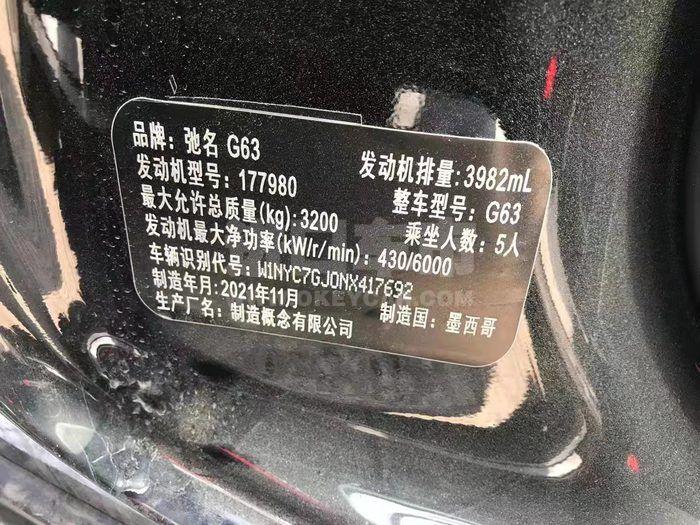 品牌：弛名 G63
发动机排量：3982mL
发动机型号：177980
整车型号：G63
最大允许总质量(kg)：3200
乘坐人数：5人
发动机最大净功率(kW/r/min)：430/6000
车辆识别代号：W1NYC7GJ0NX417692
制造年月：2021年11月
制造国：墨西哥
生产厂名：制造概念有限公司